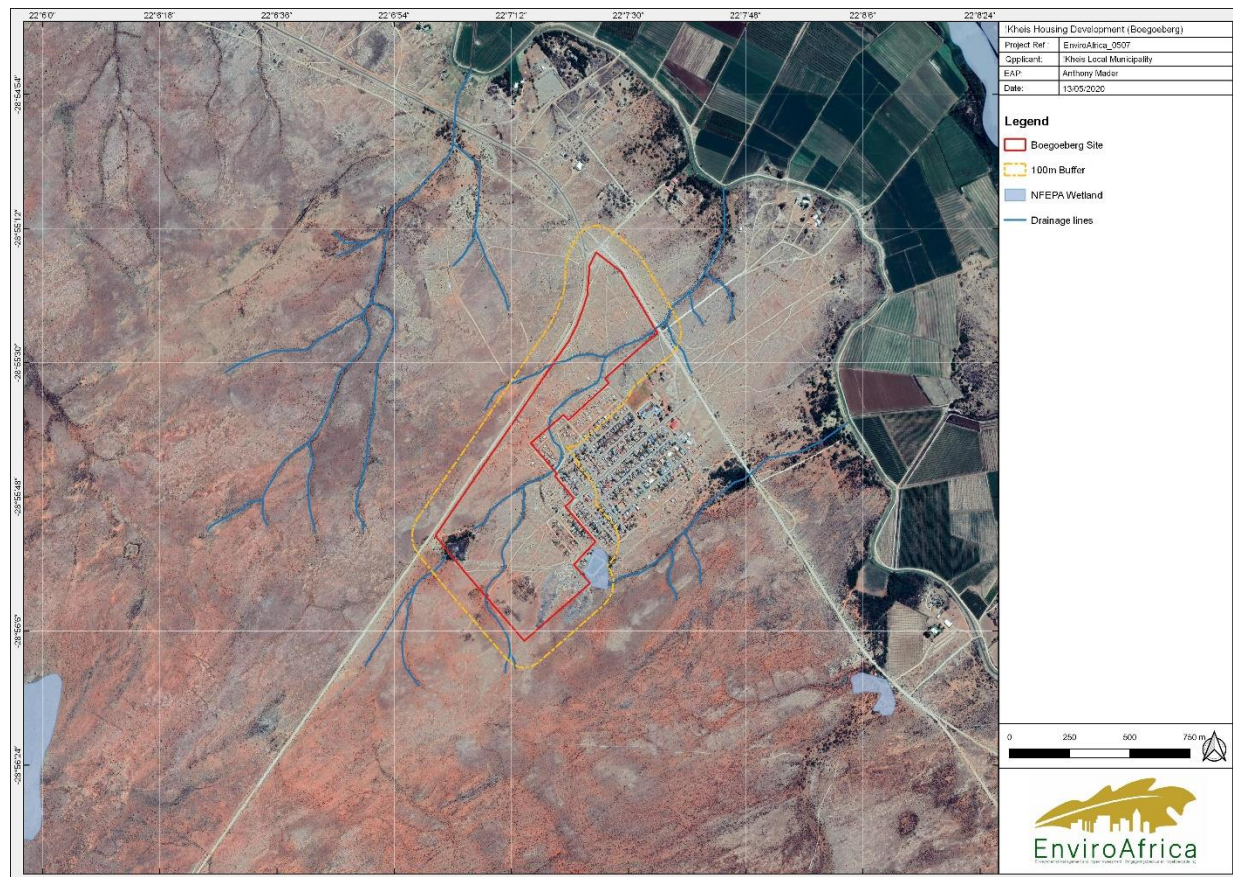 22°6'0" 22°6'18" 22°6'36" 22°6'54" 22°7'12" 22°7'30" 22°7'48" 22°8'6" 22°8'24"
-28°54'54"
-28°55'12"
-28°55'30"
-28°55'48"
-28°56'6"
-28°56'24"
!Kheis Housing Development (Boegoeberg)
Project Ref : EnviroAfrica_0507
Qpplicant: !Kheis Local Municipality
EAP: Anthony Mader
Date: 13/05/2020
Legend
Boegoeberg Site
100m Buffer
NFEPA Wetland
Drainage lines
0 250 500 750 m
EnviroAfrica